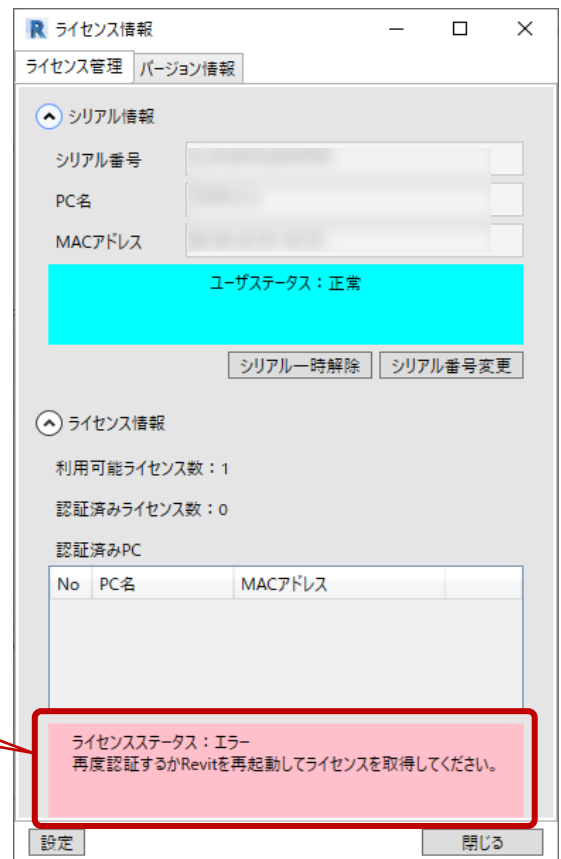 ライセンス情報
ライセンス管理 バージョン情報
シリアル情報
シリアル番号
PC名
MACアドレス
ユーザステータス：正常
シリアル一時解除 シリアル番号変更
ライセンス情報
利用可能ライセンス数：1
認証済みライセンス数：0
認証済みPC
No PC名 MACアドレス
ライセンスステータス：エラー
再度認証するかRevitを再起動してライセンスを取得してください。
設定 閉じる